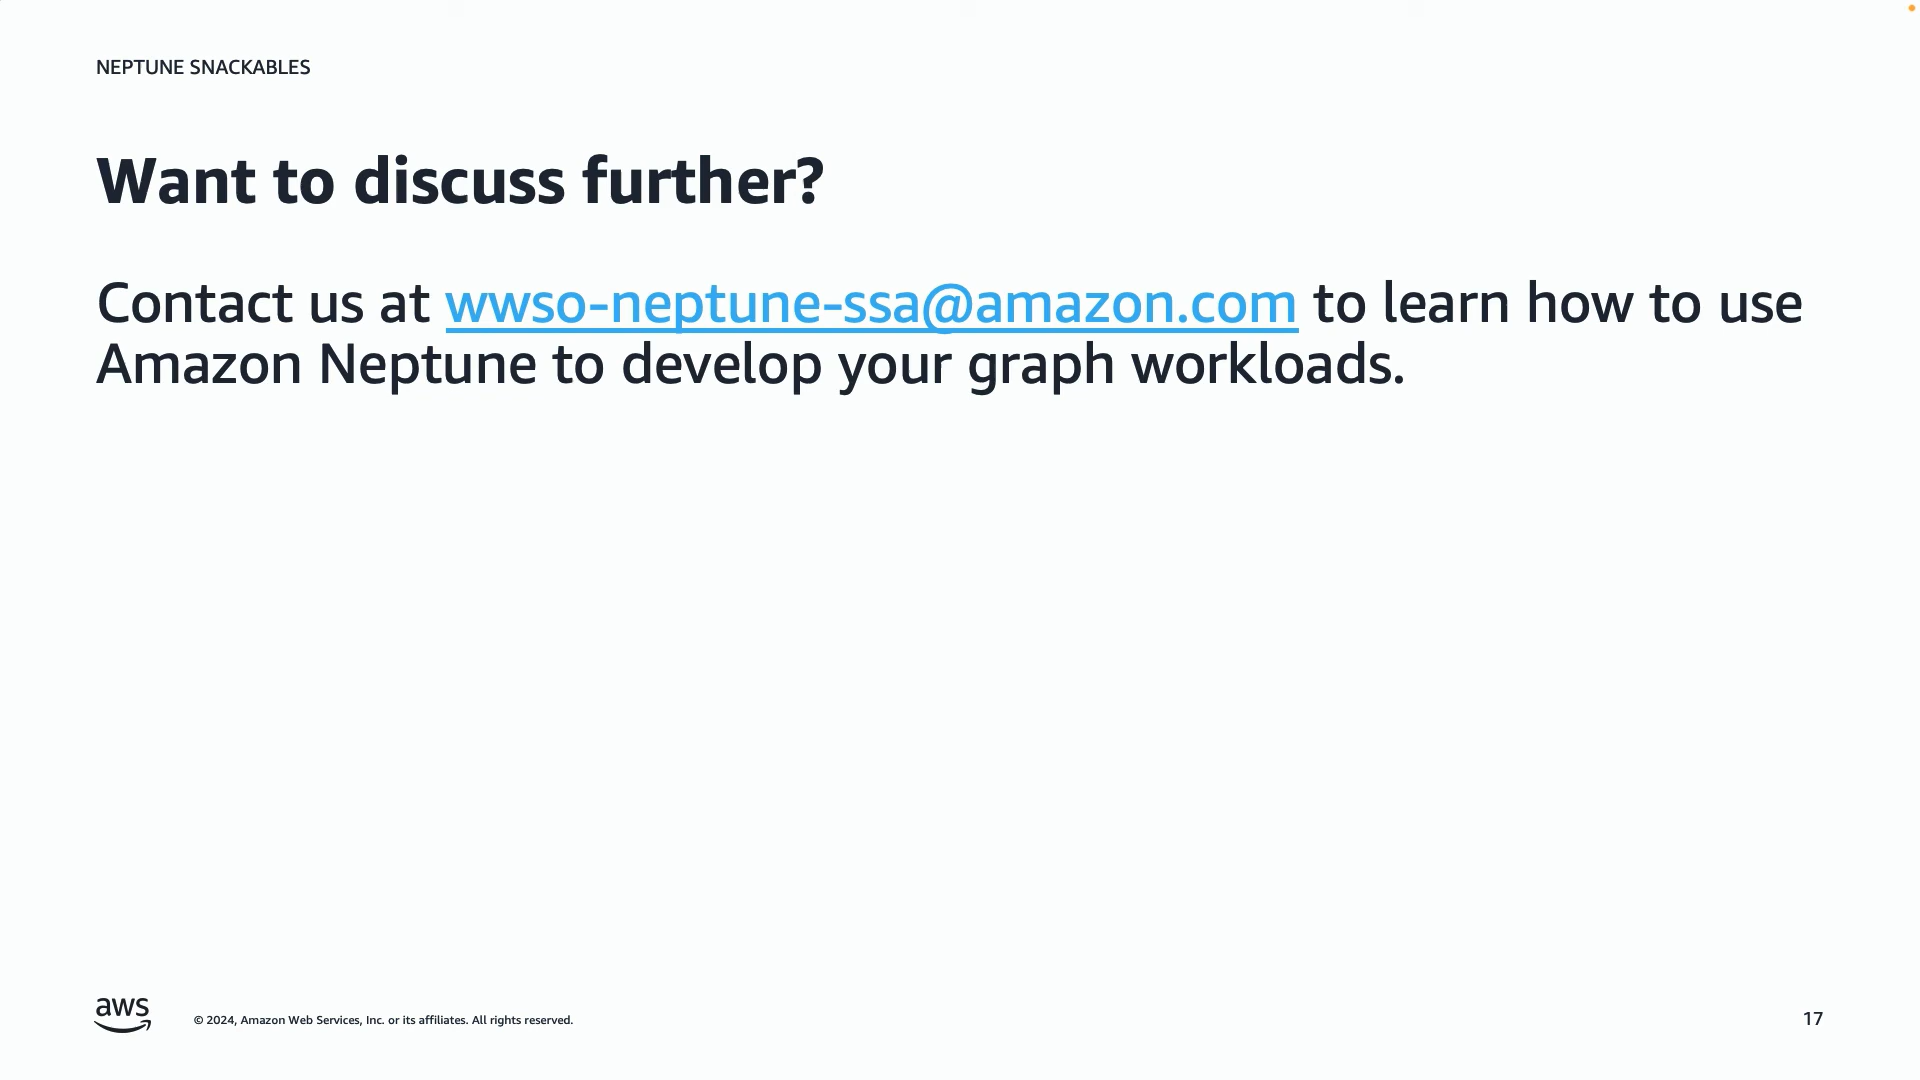 NEPTUNE SNACKABLES
Want to discuss further?
Contact us at wwso-neptune-ssa@amazon.com to learn how to use
Amazon Neptune to develop your graph workloads.
aws
© 2024, Amazon Web Services, Inc. or its affiliates. All rights reserved.
17